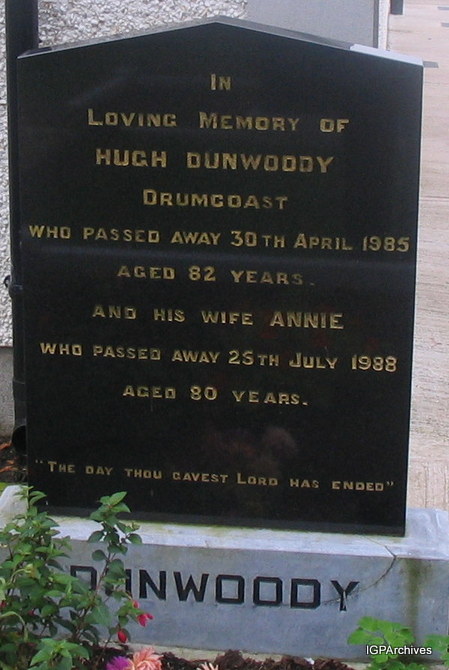 IN
LOVING MEMORY OF
HUGH DUNWOODY
DRUMCOAST
WHO PASSED AWAY 30TH APRIL 1985
AGED 82 YEARS.
AND HIS WIFE ANNIE
WHO PASSED AWAY 25TH JULY 1988
AGED 80 YEARS.
"THE DAY THOU GAVEST LORD HAS ENDED"
DUNWOODY
IGPArchives